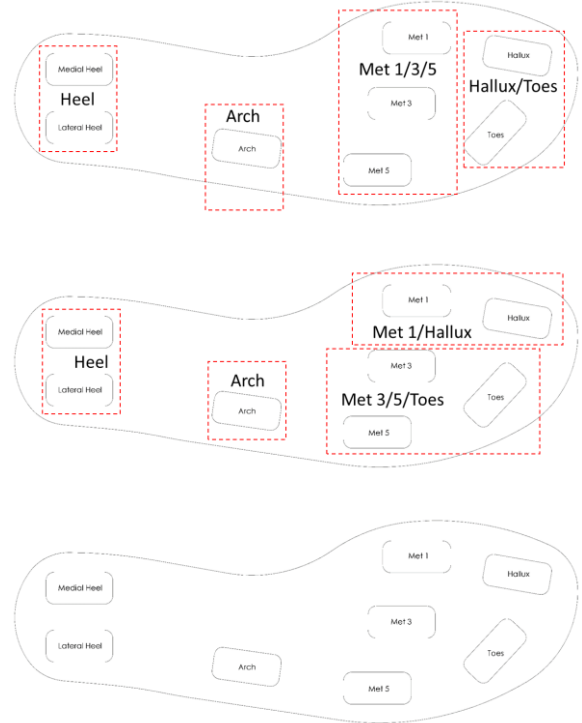 Met 1
Medial Heel
Met 1/3/5
Hallux
Heel
Hallux/Toes
Met 3
Arch
Lateral Heel
Toes
Arch
Met 5
Met 1
Medial Heel
Met 1/Hallux
Hallux
Heel
Met 3
Arch
Lateral Heel
Met 3/5/Toes
Toes
Arch
Met 5
Met 1
Medial Heel
Hallux
Met 3
Lateral Heel
Toes
Arch
Met 5